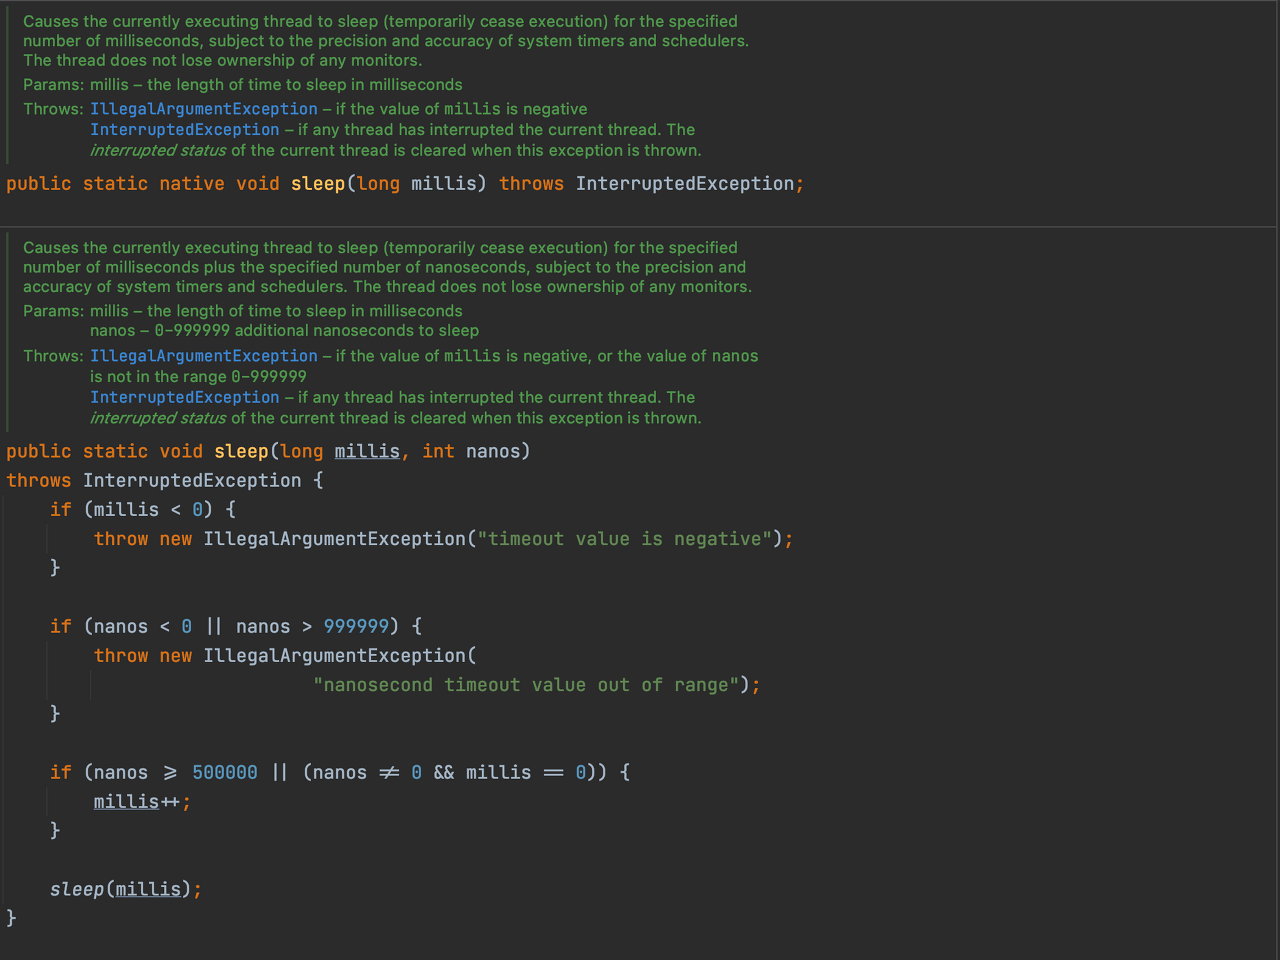 Causes the currently executing thread to sleep (temporarily cease execution) for the specified
number of milliseconds, subject to the precision and accuracy of system timers and schedulers.
The thread does not lose ownership of any monitors.
Params: millis – the length of time to sleep in milliseconds
Throws: IllegalArgumentException – if the value of millis is negative
InterruptedException – if any thread has interrupted the current thread. The
interrupted status of the current thread is cleared when this exception is thrown.
public static native void sleep(long millis) throws InterruptedException;
Causes the currently executing thread to sleep (temporarily cease execution) for the specified
number of milliseconds plus the specified number of nanoseconds, subject to the precision and
accuracy of system timers and schedulers. The thread does not lose ownership of any monitors.
Params: millis – the length of time to sleep in milliseconds
nanos – 0-999999 additional nanoseconds to sleep
Throws: IllegalArgumentException – if the value of millis is negative, or the value of nanos
is not in the range 0-999999
InterruptedException – if any thread has interrupted the current thread. The
interrupted status of the current thread is cleared when this exception is thrown.
public static void sleep(long millis, int nanos)
throws InterruptedException {
    if (millis < 0) {
        throw new IllegalArgumentException("timeout value is negative");
    }
    if (nanos < 0 || nanos > 999999) {
        throw new IllegalArgumentException(
                            "nanosecond timeout value out of range");
    }
    if (nanos >= 500000 || (nanos != 0 && millis == 0)) {
        millis++;
    }
    sleep(millis);
}